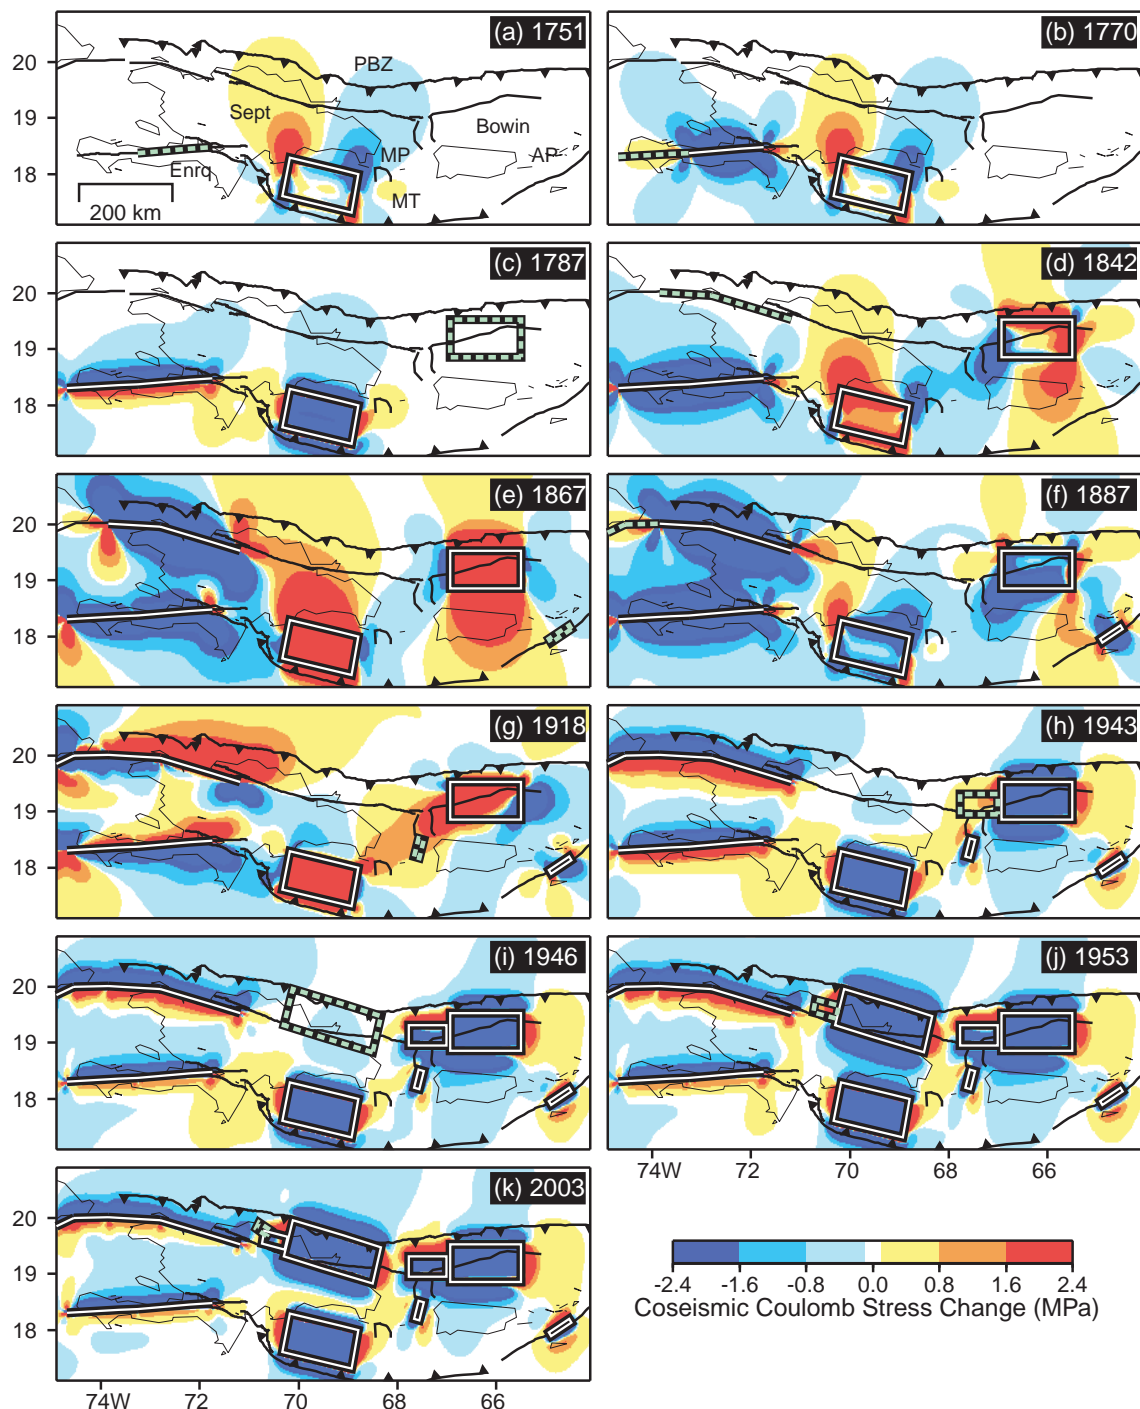 (a) 1751
(b) 1770
20
19
18
PBZ
Sept
Bowin
MP
AP
Enrq
MT
200 km
(c) 1787
(d) 1842
20
19
18
(e) 1867
(f) 1887
20
19
18
(g) 1918
(h) 1943
20
19
18
(i) 1946
(j) 1953
20
19
18
74W 72 70 68 66
(k) 2003
20
19
18
74W 72 70 68 66
-2.4 -1.6 -0.8 0.0 0.8 1.6 2.4
Coseismic Coulomb Stress Change (MPa)